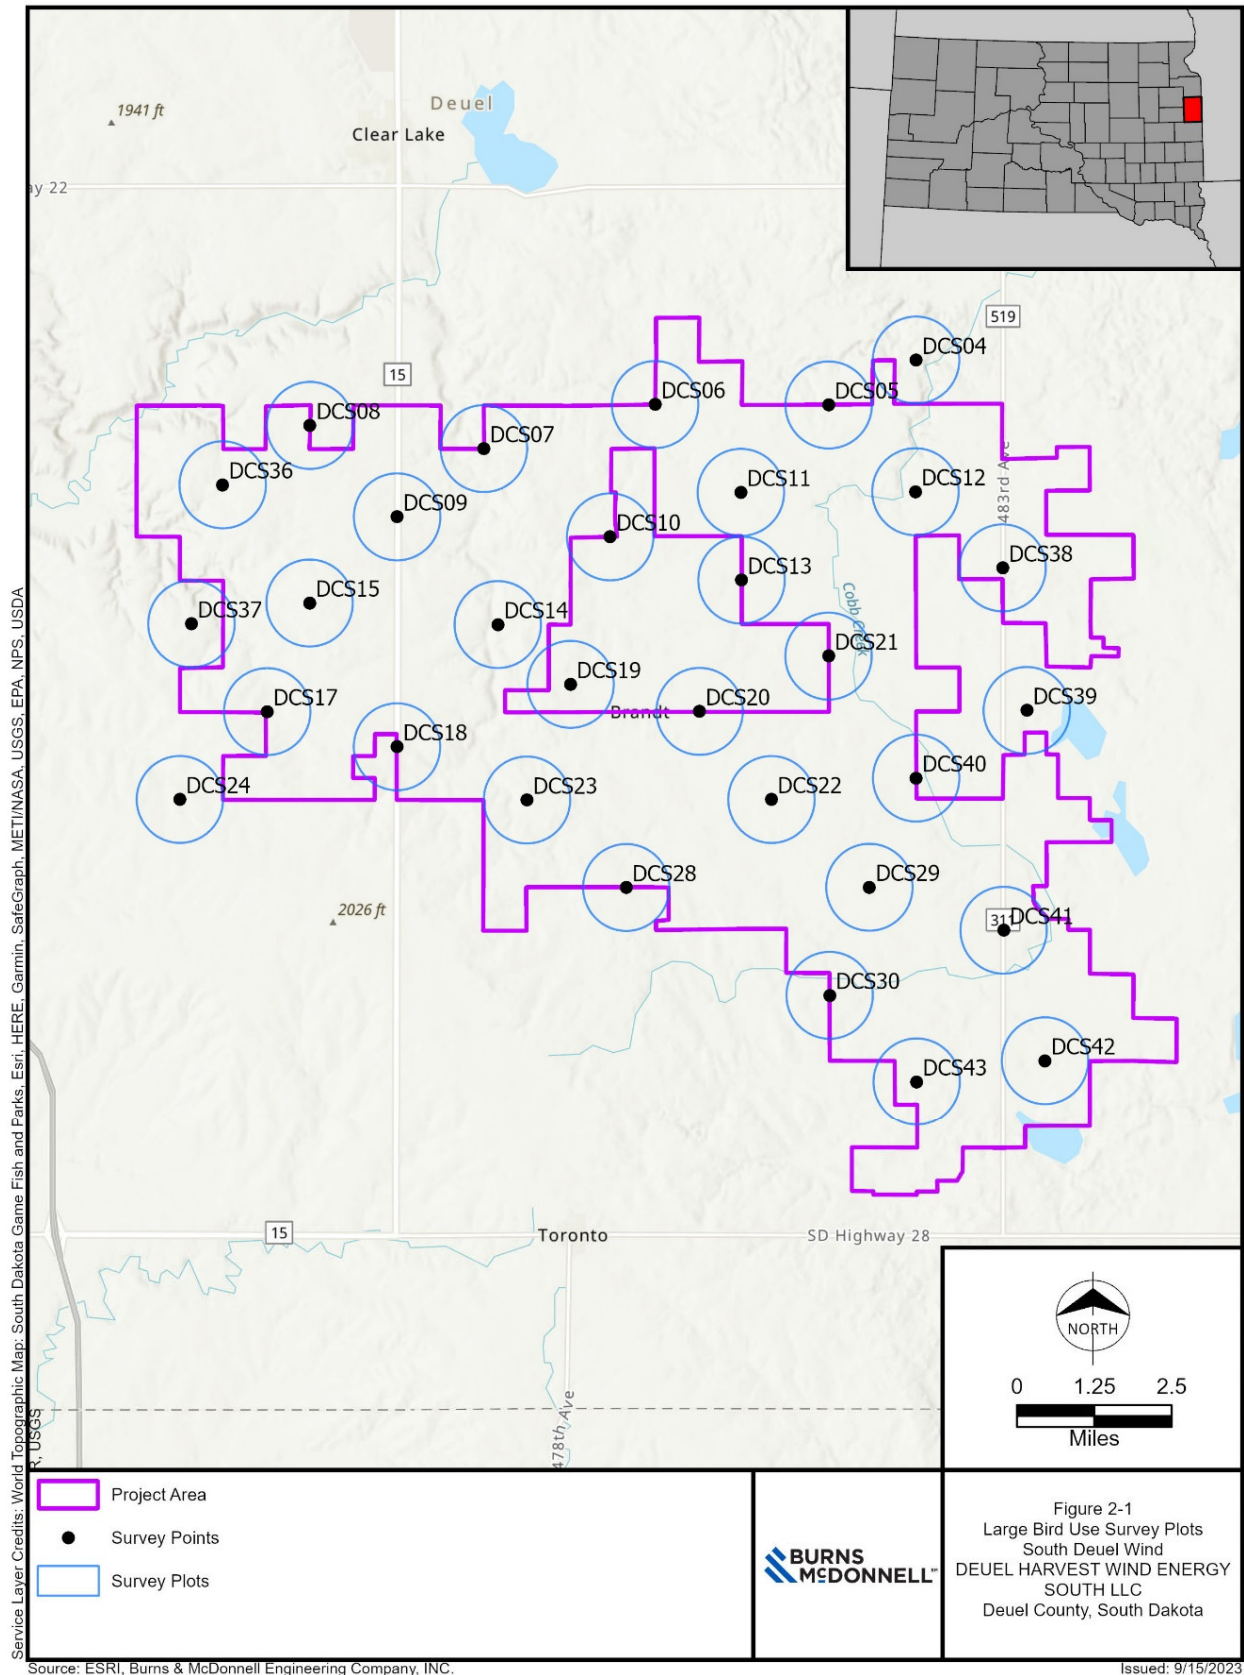 1941 ft
Deuel
Clear Lake
ay 22
519
DCS04
15
DCS06
DCS05
DCS08
DCS07
DCS36
DCS11
DCS12
483rd Ave
DCS09
DCS10
DCS38
DCS13
DCS15
DCS37
DCS14
Cobb Creek
DCS21
DCS19
DCS17
Brandt
DCS20
DCS39
DCS18
DCS40
DCS24
DCS23
DCS22
DCS28
DCS29
2026 ft
311
DCS41
DCS30
DCS42
DCS43
15
Toronto
SD Highway 28
478th Ave
NORTH
0 1.25 2.5
Miles
Service Layer Credits: World Topographic Map: South Dakota Game Fish and Parks, Esri, HERE, Garmin, SafeGraph, METI/NASA, USGS, EPA, NPS, USDA
R, USGS
Project Area
Survey Points
Survey Plots
BURNS
McDONNELL
Figure 2-1
Large Bird Use Survey Plots
South Deuel Wind
DEUEL HARVEST WIND ENERGY
SOUTH LLC
Deuel County, South Dakota
Source: ESRI, Burns & McDonnell Engineering Company, INC.
Issued: 9/15/2023